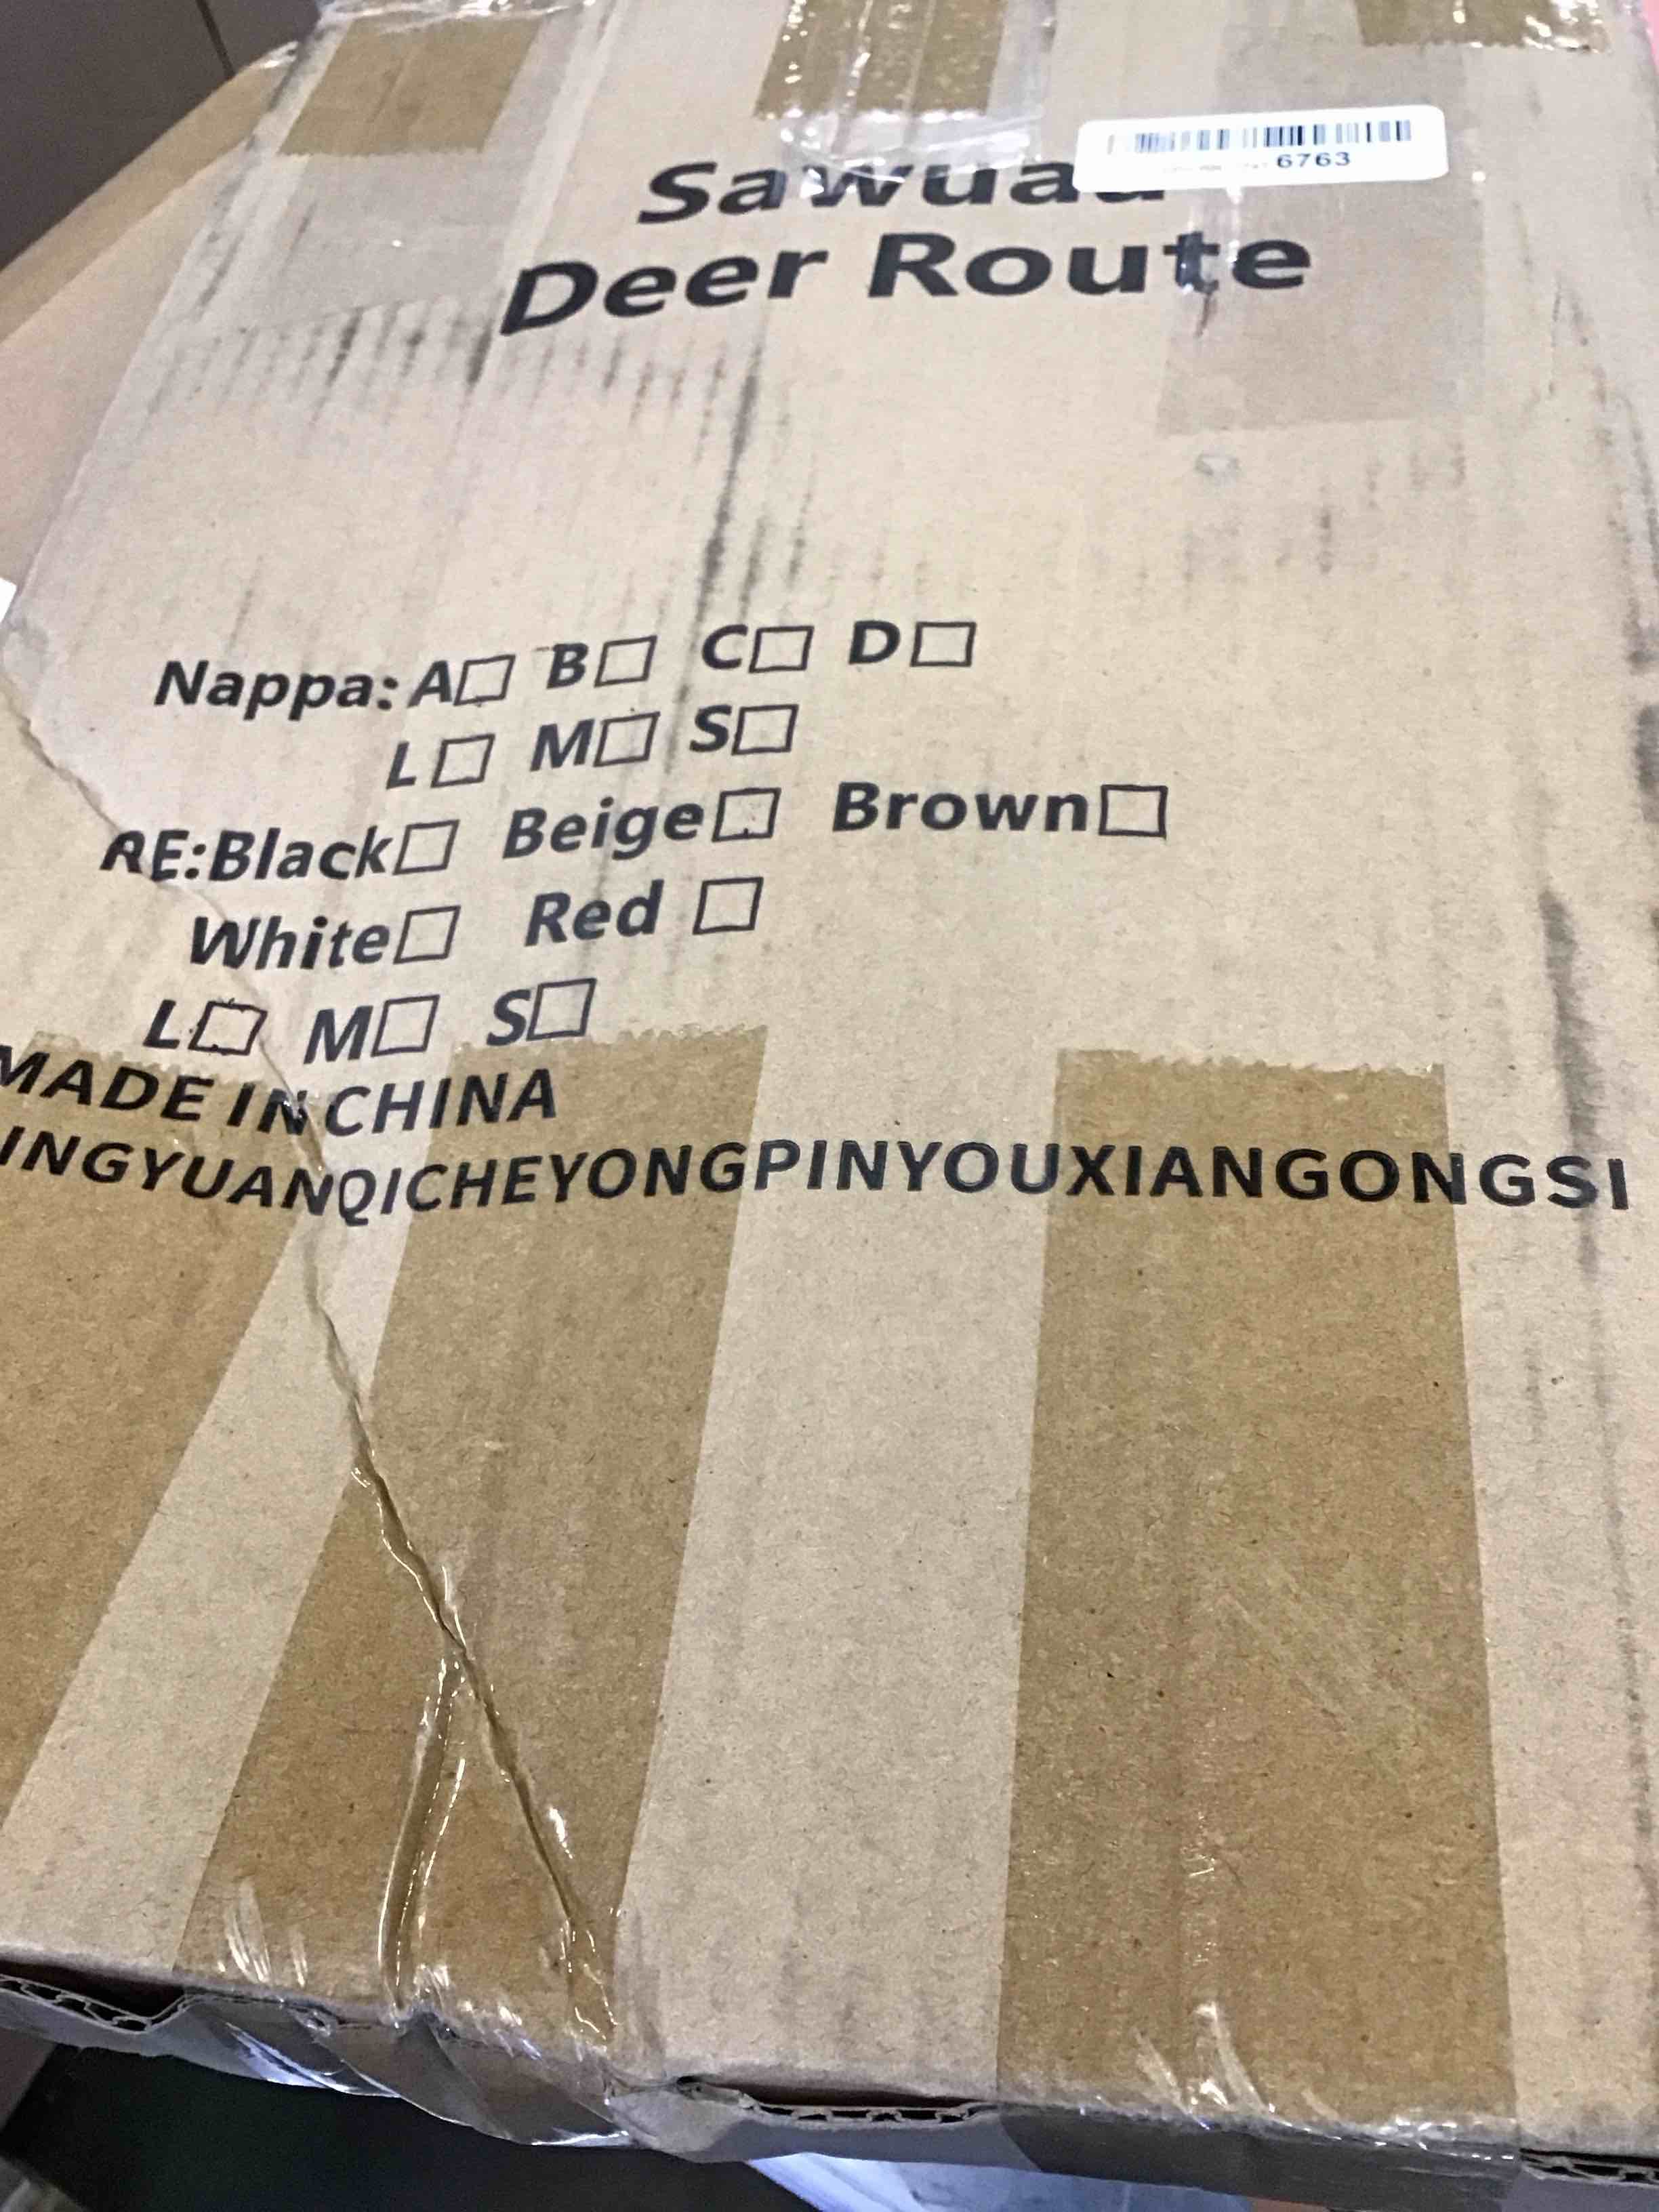 6763
Deer Route
Nappa: A□ B□ C□ D□
L□ M□ S□
RE:Black□ Beige□ Brown□
White□ Red □
L□ M□ S□
MADE IN CHINA
INGYUANQICHEYONGPINYOUXIANGONGSI